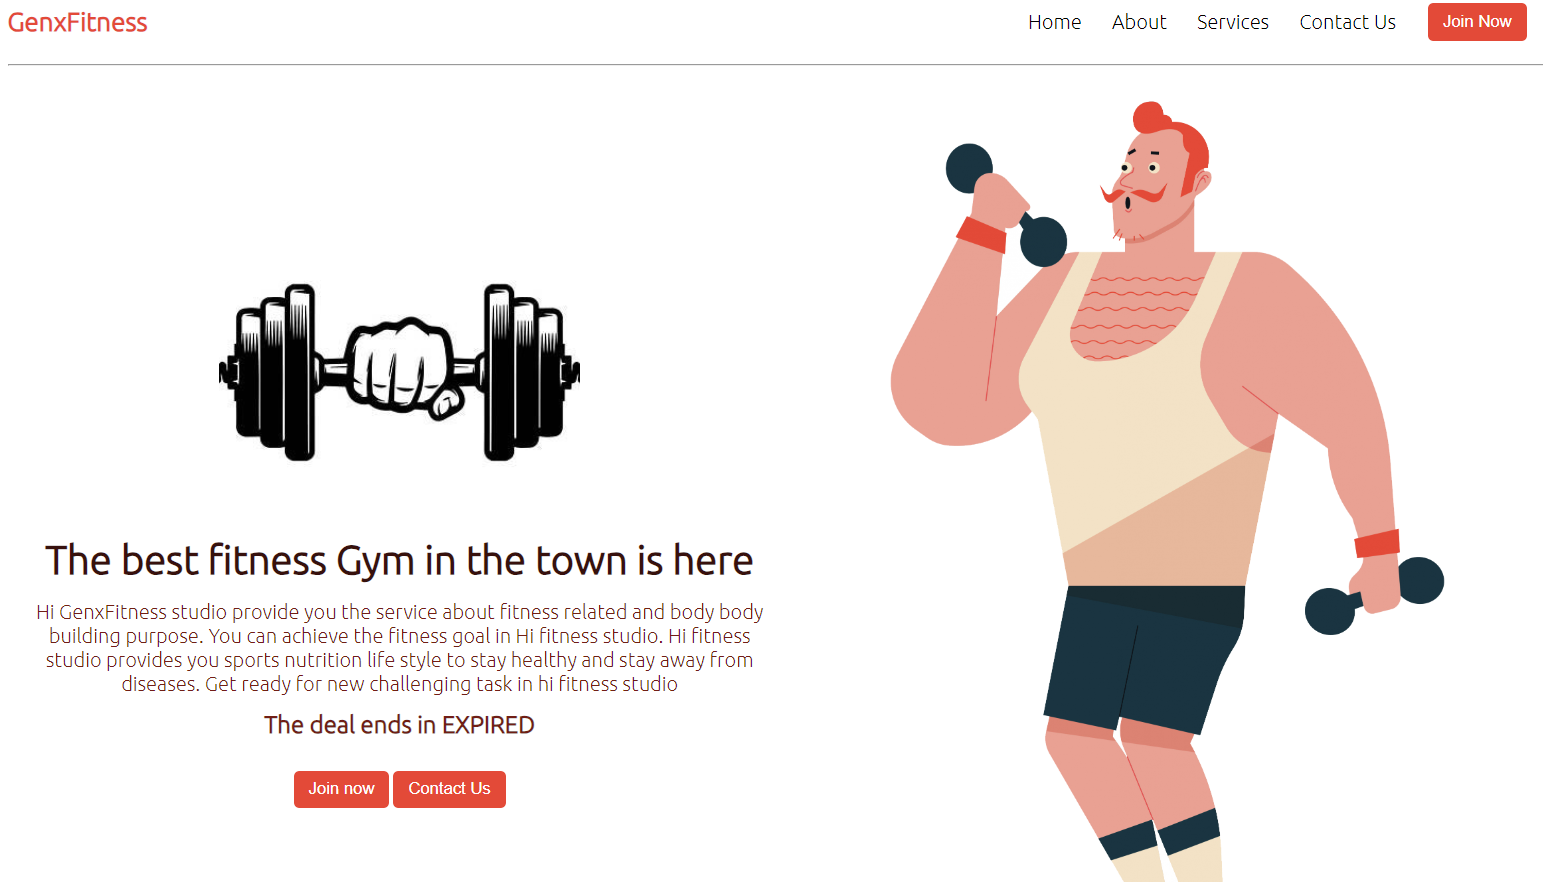 GenxFitness
Home About Services Contact Us Join Now
The best fitness Gym in the town is here
Hi GenxFitness studio provide you the service about fitness related and body body
building purpose. You can achieve the fitness goal in Hi fitness studio. Hi fitness
studio provides you sports nutrition life style to stay healthy and stay away from
diseases. Get ready for new challenging task in hi fitness studio
The deal ends in EXPIRED
Join now Contact Us